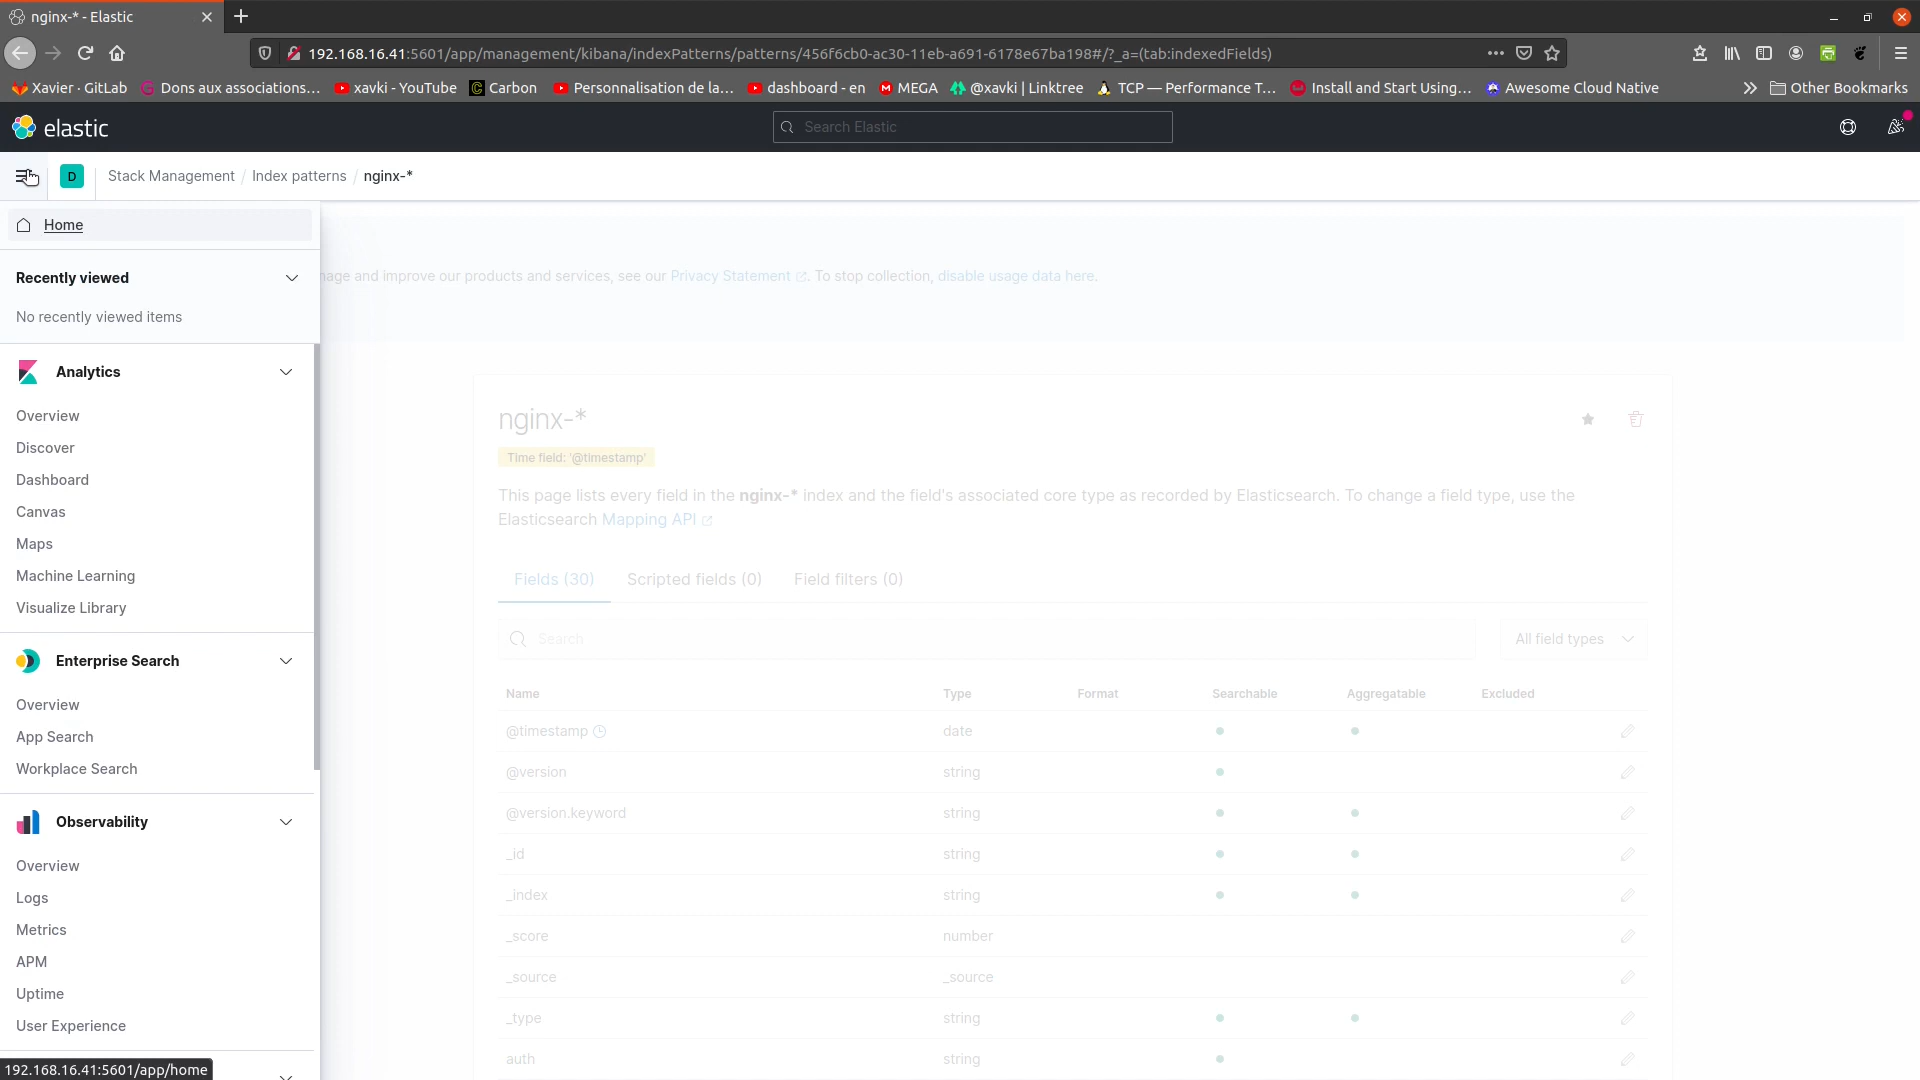 nginx-* - Elastic
192.168.16.41:5601/app/management/kibana/indexPatterns/patterns/456f6cb0-ac30-11eb-a691-6178e67ba198#/?_a=(tab:indexedFields)
Xavier · GitLab Dons aux associations... xavki - YouTube Carbon Personnalisation de la... dashboard - en MEGA @xavki | Linktree TCP — Performance T... Install and Start Using... Awesome Cloud Native Other Bookmarks
elastic Search Elastic
D Stack Management / Index patterns / nginx-*
Home
Recently viewed
No recently viewed items
Analytics
Overview
Discover
Dashboard
Canvas
Maps
Machine Learning
Visualize Library
Enterprise Search
Overview
App Search
Workplace Search
Observability
Overview
Logs
Metrics
APM
Uptime
User Experience
192.168.16.41:5601/app/home
and improve our products and services, see our Privacy Statement. To stop collection, disable usage data here.
nginx-*
Time field: '@timestamp'
This page lists every field in the nginx-* index and the field's associated core type as recorded by Elasticsearch. To change a field type, use the
Elasticsearch Mapping API
Fields (30) Scripted fields (0) Field filters (0)
Search All field types
Name Type Format Searchable Aggregatable Excluded
@timestamp date
@version string
@version.keyword string
_id string
_index string
_score number
_source _source
_type string
auth string